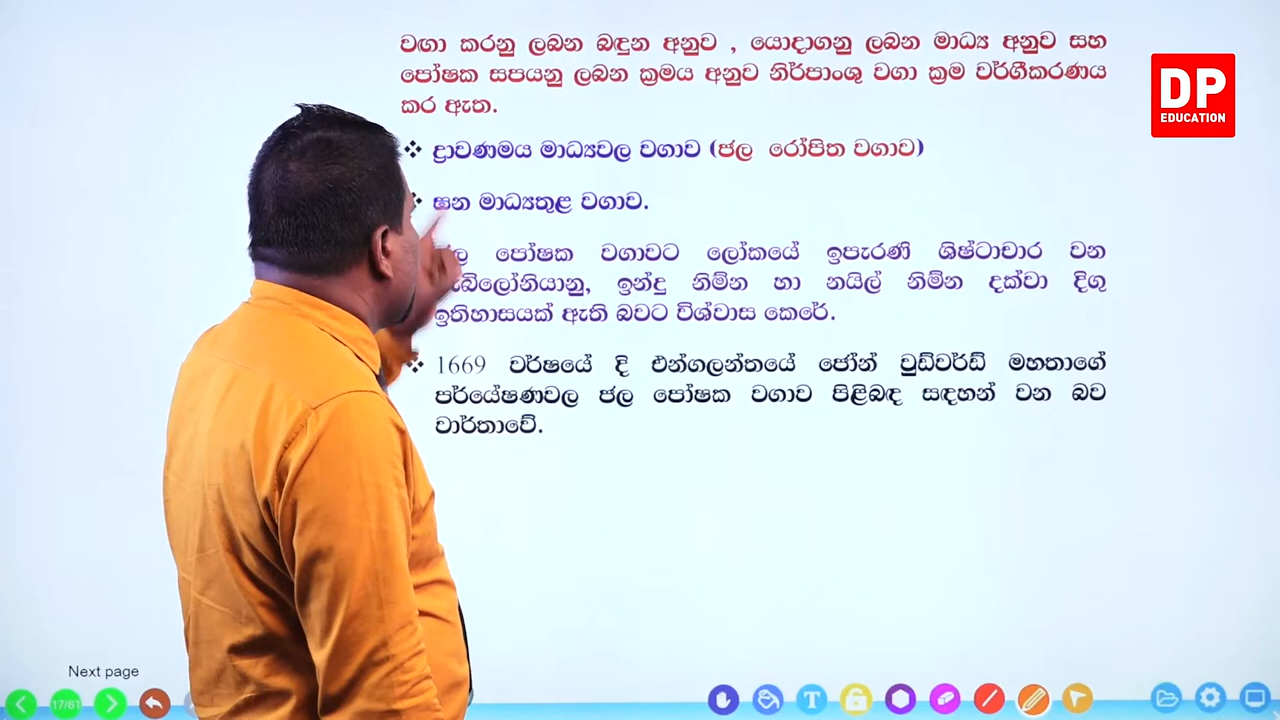 වගා කරනු ලබන බඳුන අනුව , යොදාගනු ලබන මාධ්‍ය අනුව සහ
පෝෂක සපයනු ලබන ක්‍රමය අනුව නිර්පාංශු වගා ක්‍රම වර්ගීකරණය
කර ඇත.
DP
EDUCATION
❖ ද්‍රාවණමය මාධ්‍යවල වගාව (ජල රෝපිත වගාව)
❖ ඝන මාධ්‍යතුළ වගාව.
පෝෂක වගාවට ලෝකයේ ඉපැරණි ශිෂ්ටාචාර වන
ඉන්දු නිම්න හා නයිල් නිම්න දක්වා දිගු
ඉතිහාසයක් ඇති බවට විශ්වාස කෙරේ.
❖ 1669 වර්ෂයේ දි එන්ගලන්තයේ ජෝන් වුඩ්වර්ඩ් මහතාගේ
පර්යේෂණවල ජල පෝෂක වගාව පිළිබඳ සඳහන් වන බව
වාර්තාවේ.
Next page
17/61